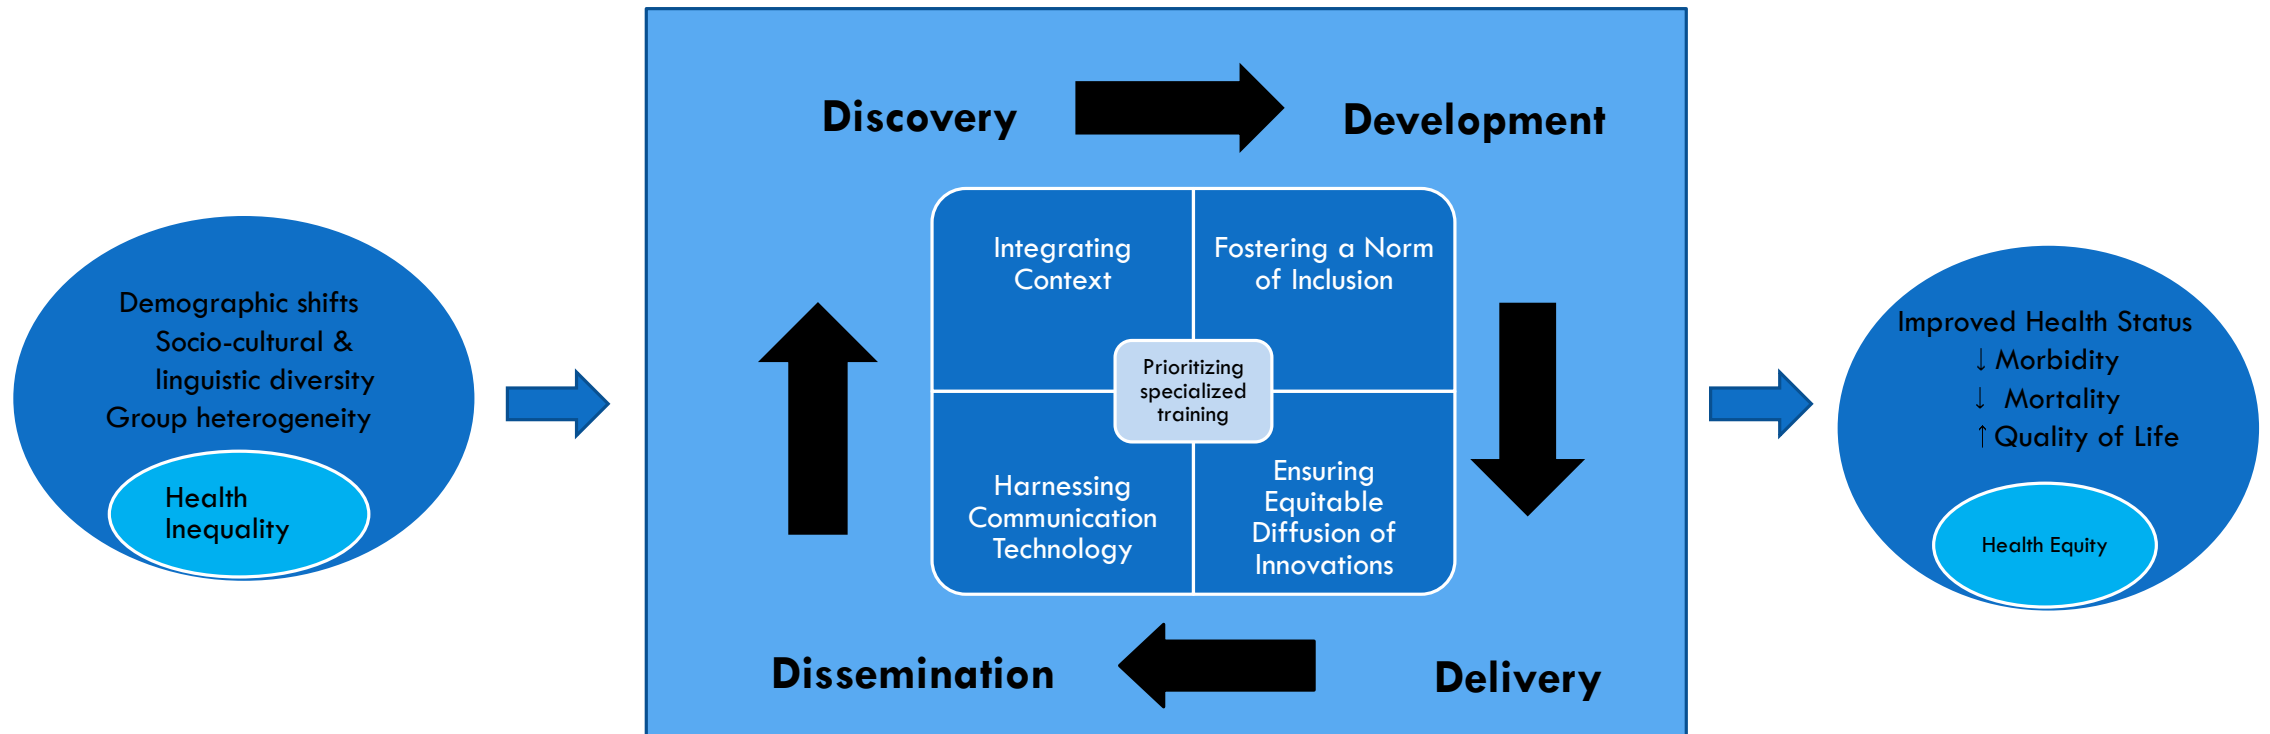 Demographic shifts
Socio-cultural &
linguistic diversity
Group heterogeneity
Health
Inequality
Discovery
Development
Integrating
Context
Fostering a Norm
of Inclusion
Prioritizing
specialized
training
Harnessing
Communication
Technology
Ensuring
Equitable
Diffusion of
Innovations
Dissemination
Delivery
Improved Health Status
↓ Morbidity
↓ Mortality
↑ Quality of Life
Health Equity